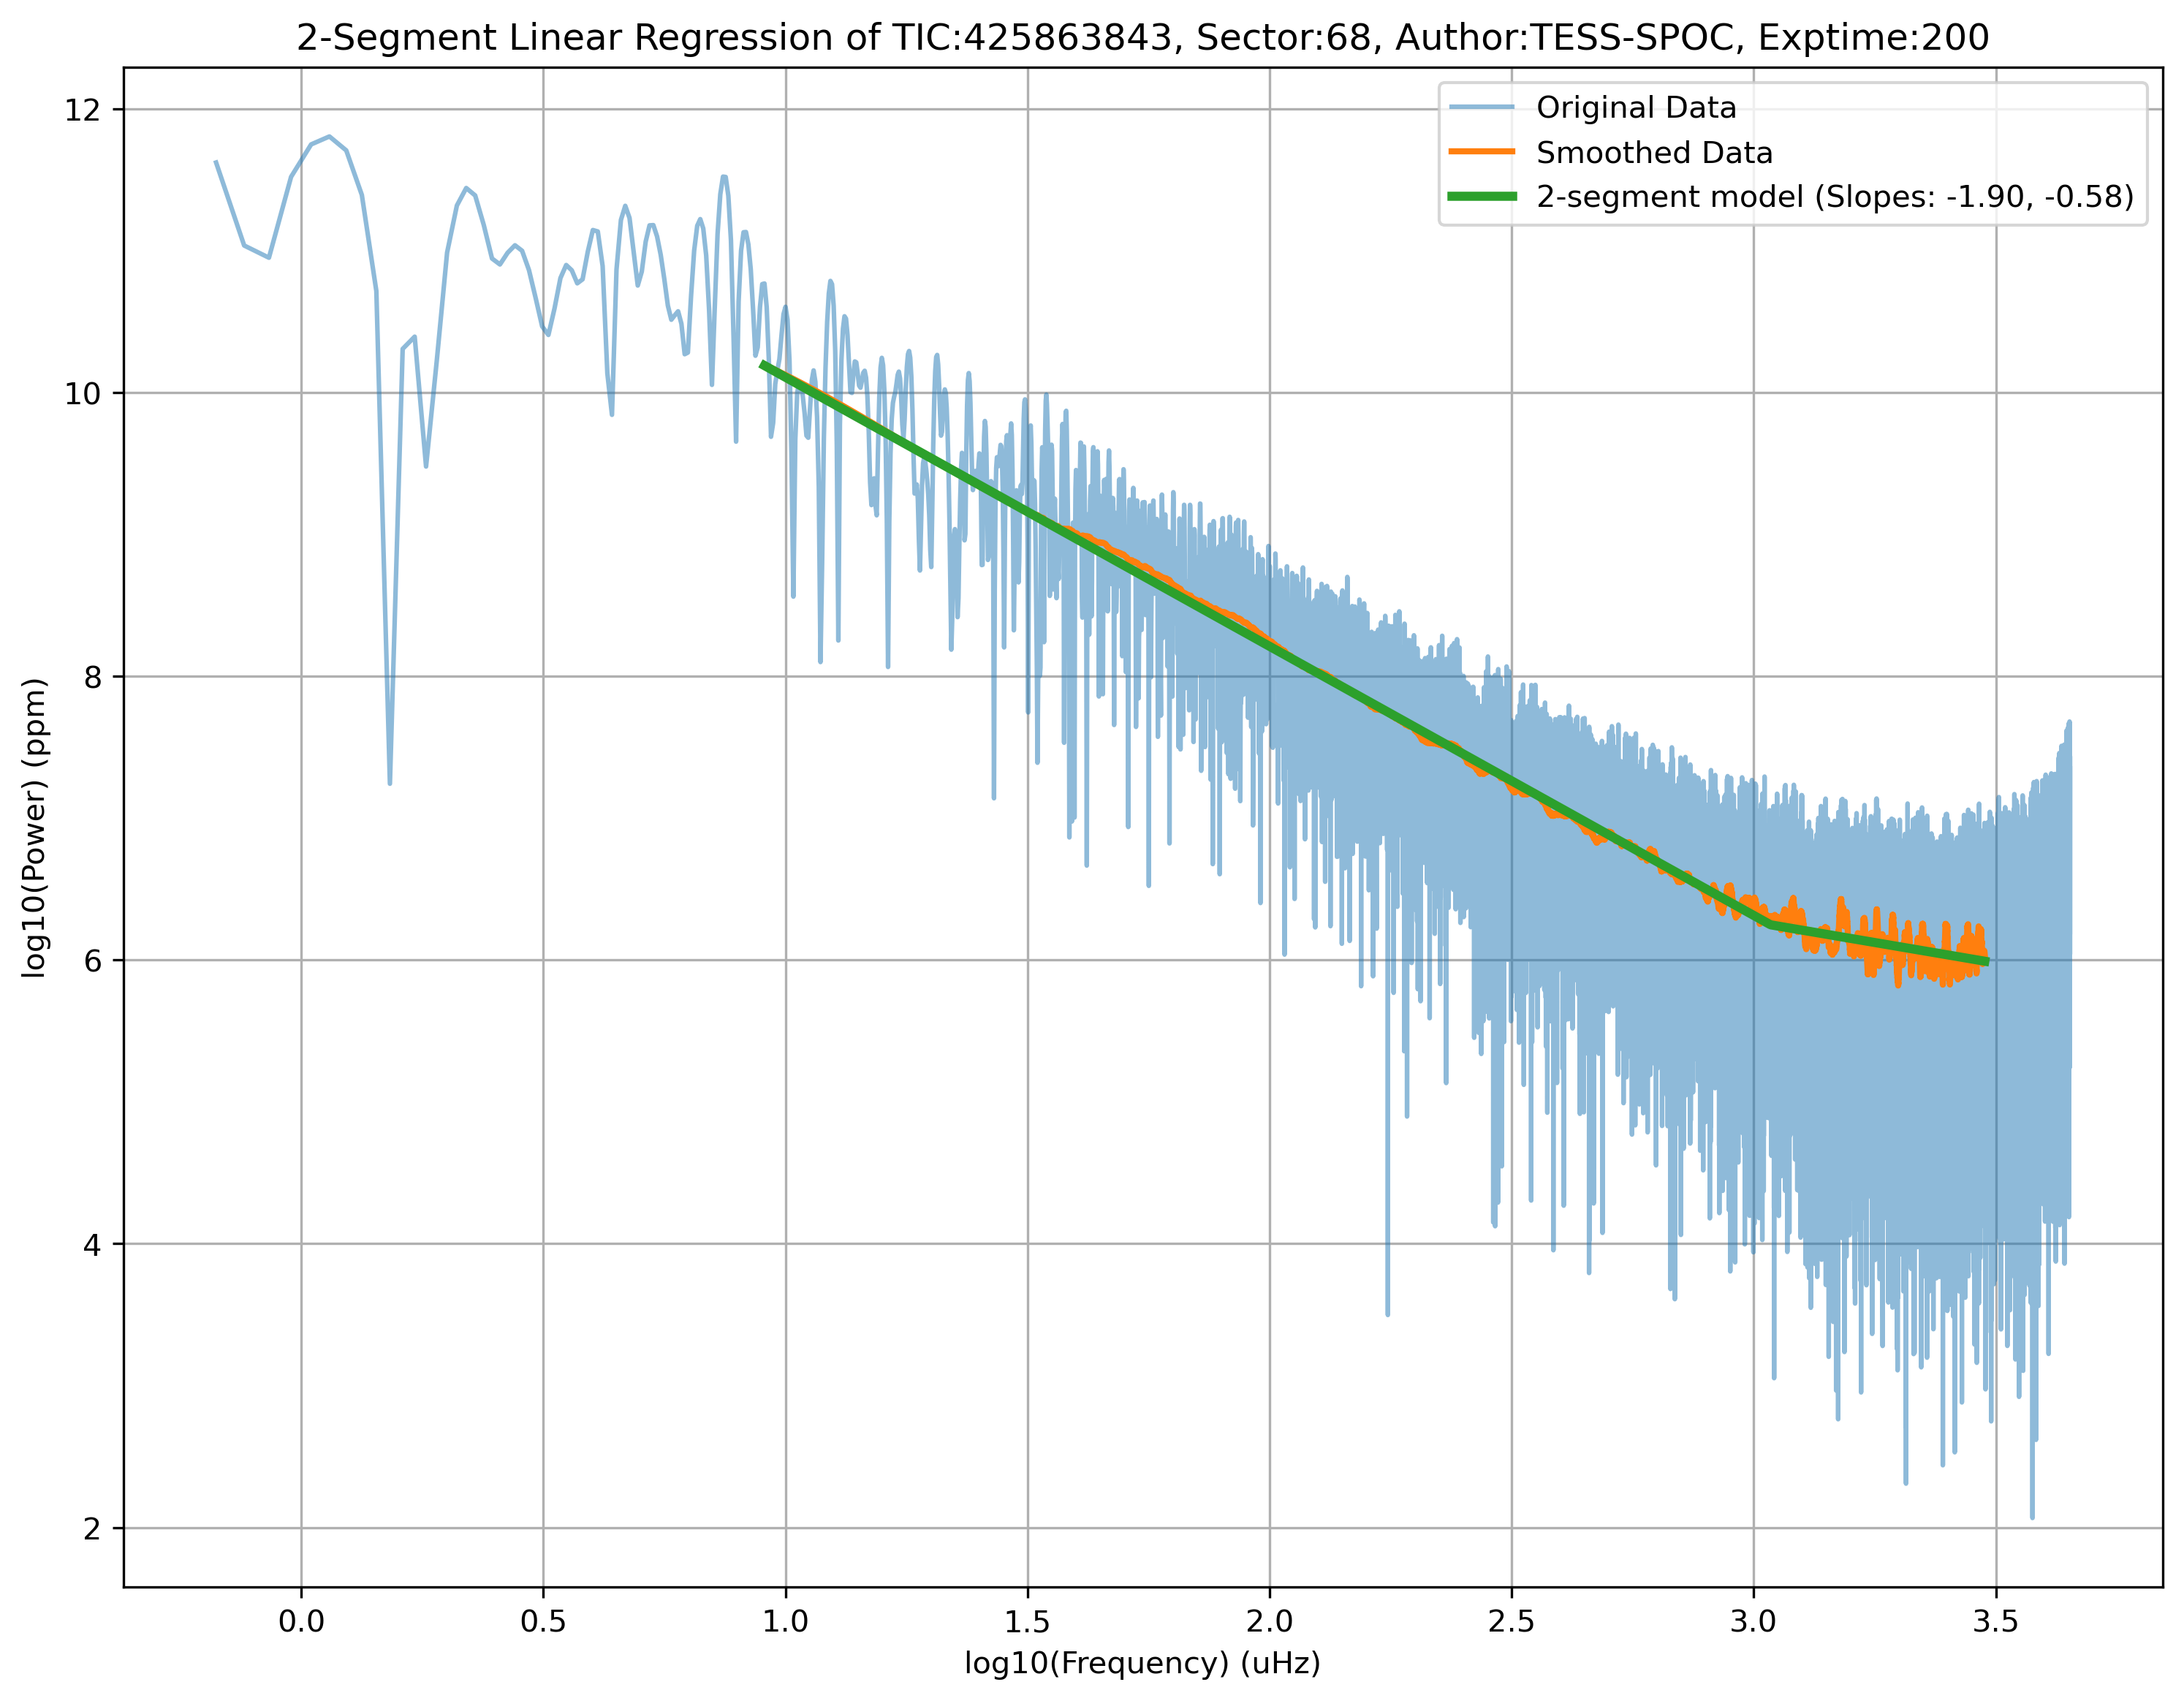 2-Segment Linear Regression of TIC:425863843, Sector:68, Author:TESS-SPOC, Exptime:200
Original Data
Smoothed Data
2-segment model (Slopes: -1.90, -0.58)
log10(Power) (ppm)
12
10
8
6
4
2
0.0 0.5 1.0 1.5 2.0 2.5 3.0 3.5
log10(Frequency) (uHz)